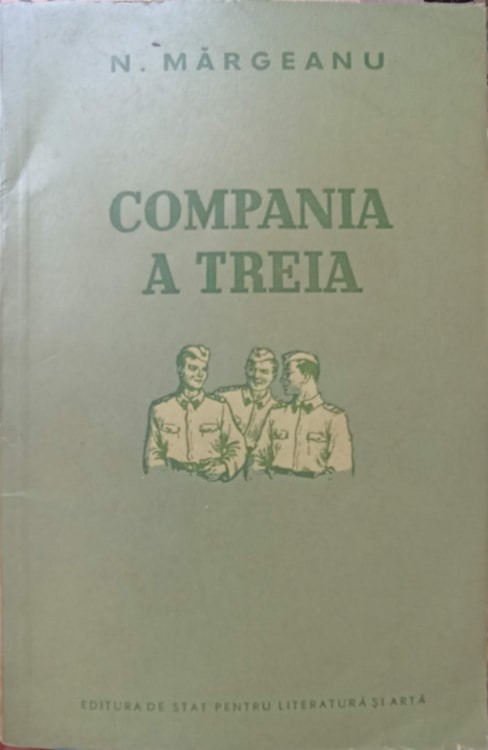 N. MĂRGEANU
COMPANIA
A TREIA
EDITURA DE STAT PENTRU LITERATURĂ ȘI ARTĂ